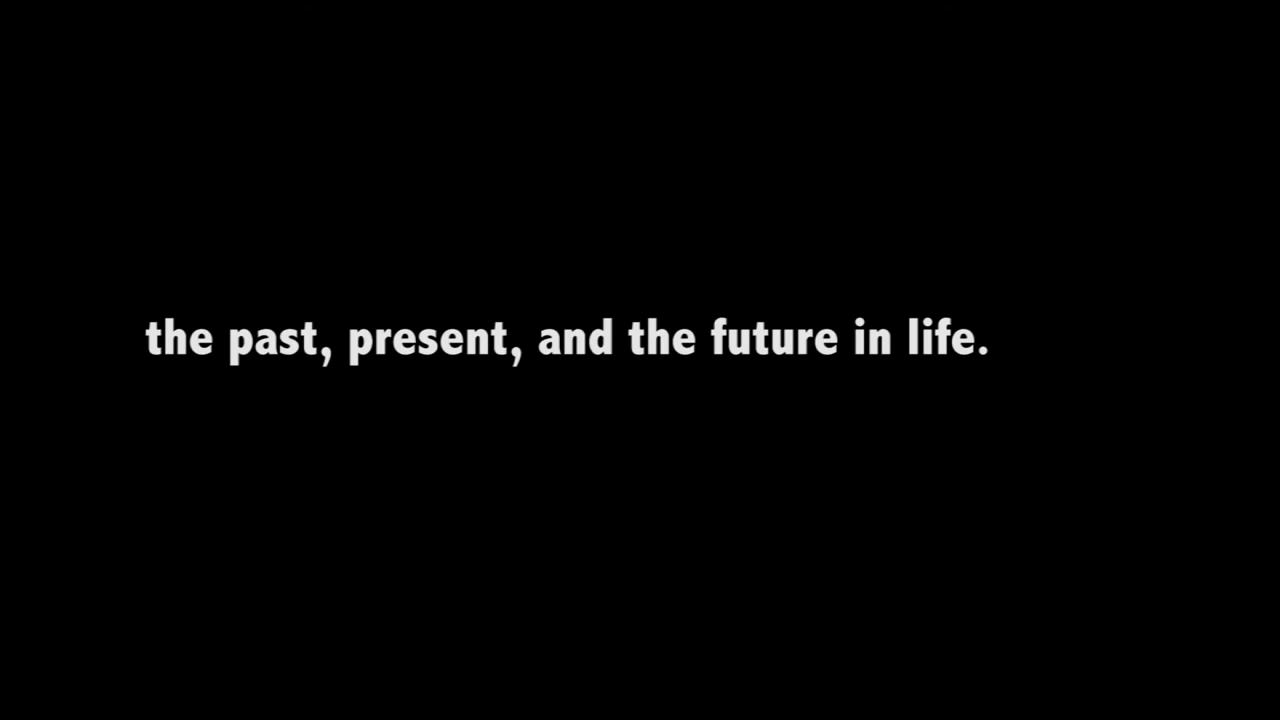 the past, present, and the future in life.